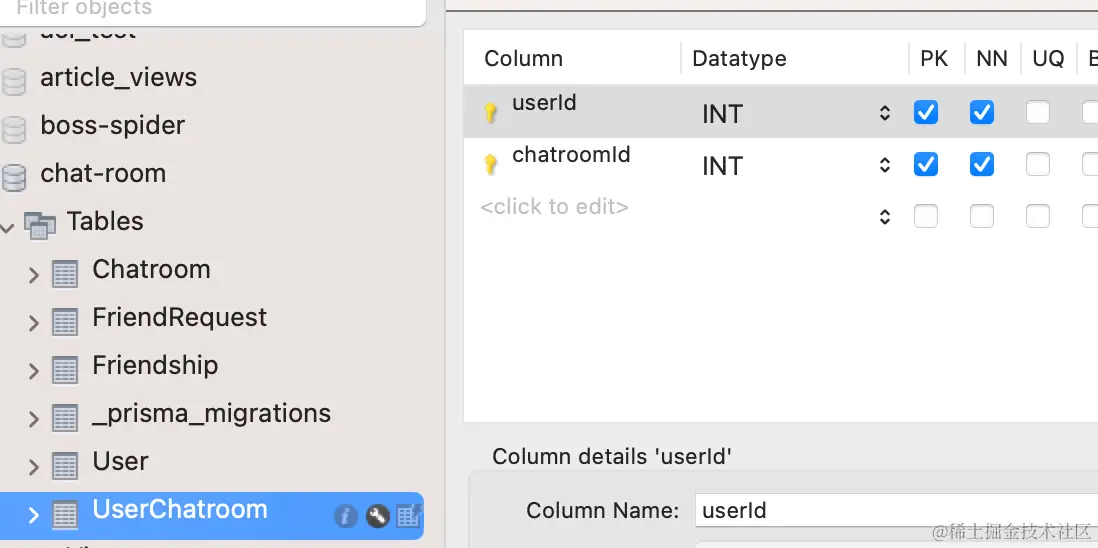 Filter objects
acl_test
article_views
boss-spider
chat-room
Tables
Chatroom
FriendRequest
Friendship
_prisma_migrations
User
UserChatroom
Column Datatype PK NN UQ
userId INT
chatroomId INT
<click to edit>
Column details 'userId'
Column Name: userId
@稀土掘金技术社区